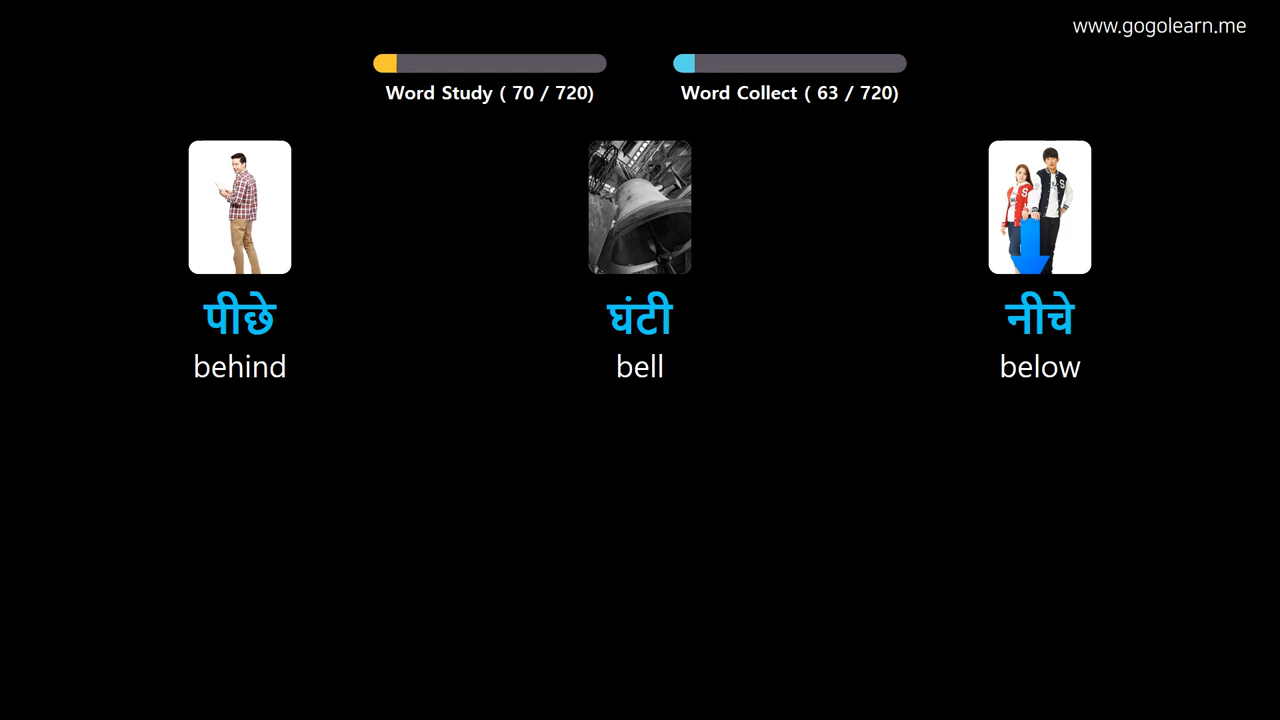 www.gogolearn.me
Word Study ( 70 / 720)
Word Collect ( 63 / 720)
पीछे
घंटी
नीचे
behind
bell
below